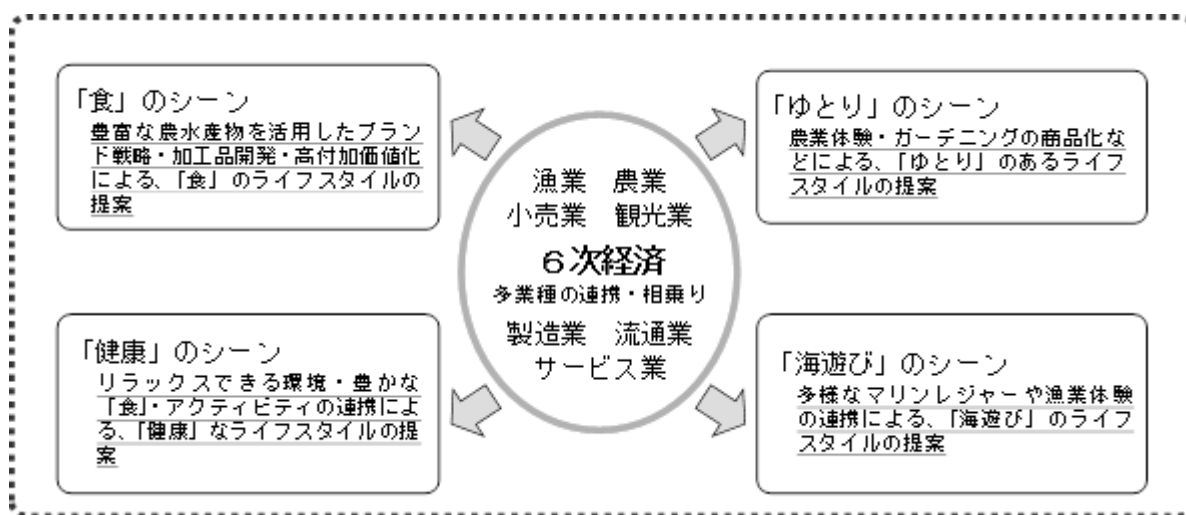 「食」のシーン
豊富な農水産物を活用したブラン
ド戦略・加工品開発・高付加価値化
による、「食」のライフスタイルの
提案
「ゆとり」のシーン
農業体験・ガーデニングの商品化な
どによる、「ゆとり」のあるライフ
スタイルの提案
漁業 農業
小売業 観光業
６次経済
多業種の連携・相乗り
製造業 流通業
サービス業
「健康」のシーン
リラックスできる環境・豊かな
「食」・アクティビティの連携によ
る、「健康」なライフスタイルの提
案
「海遊び」のシーン
多様なマリンレジャーや漁業体験
の連携による、「海遊び」のライフ
スタイルの提案